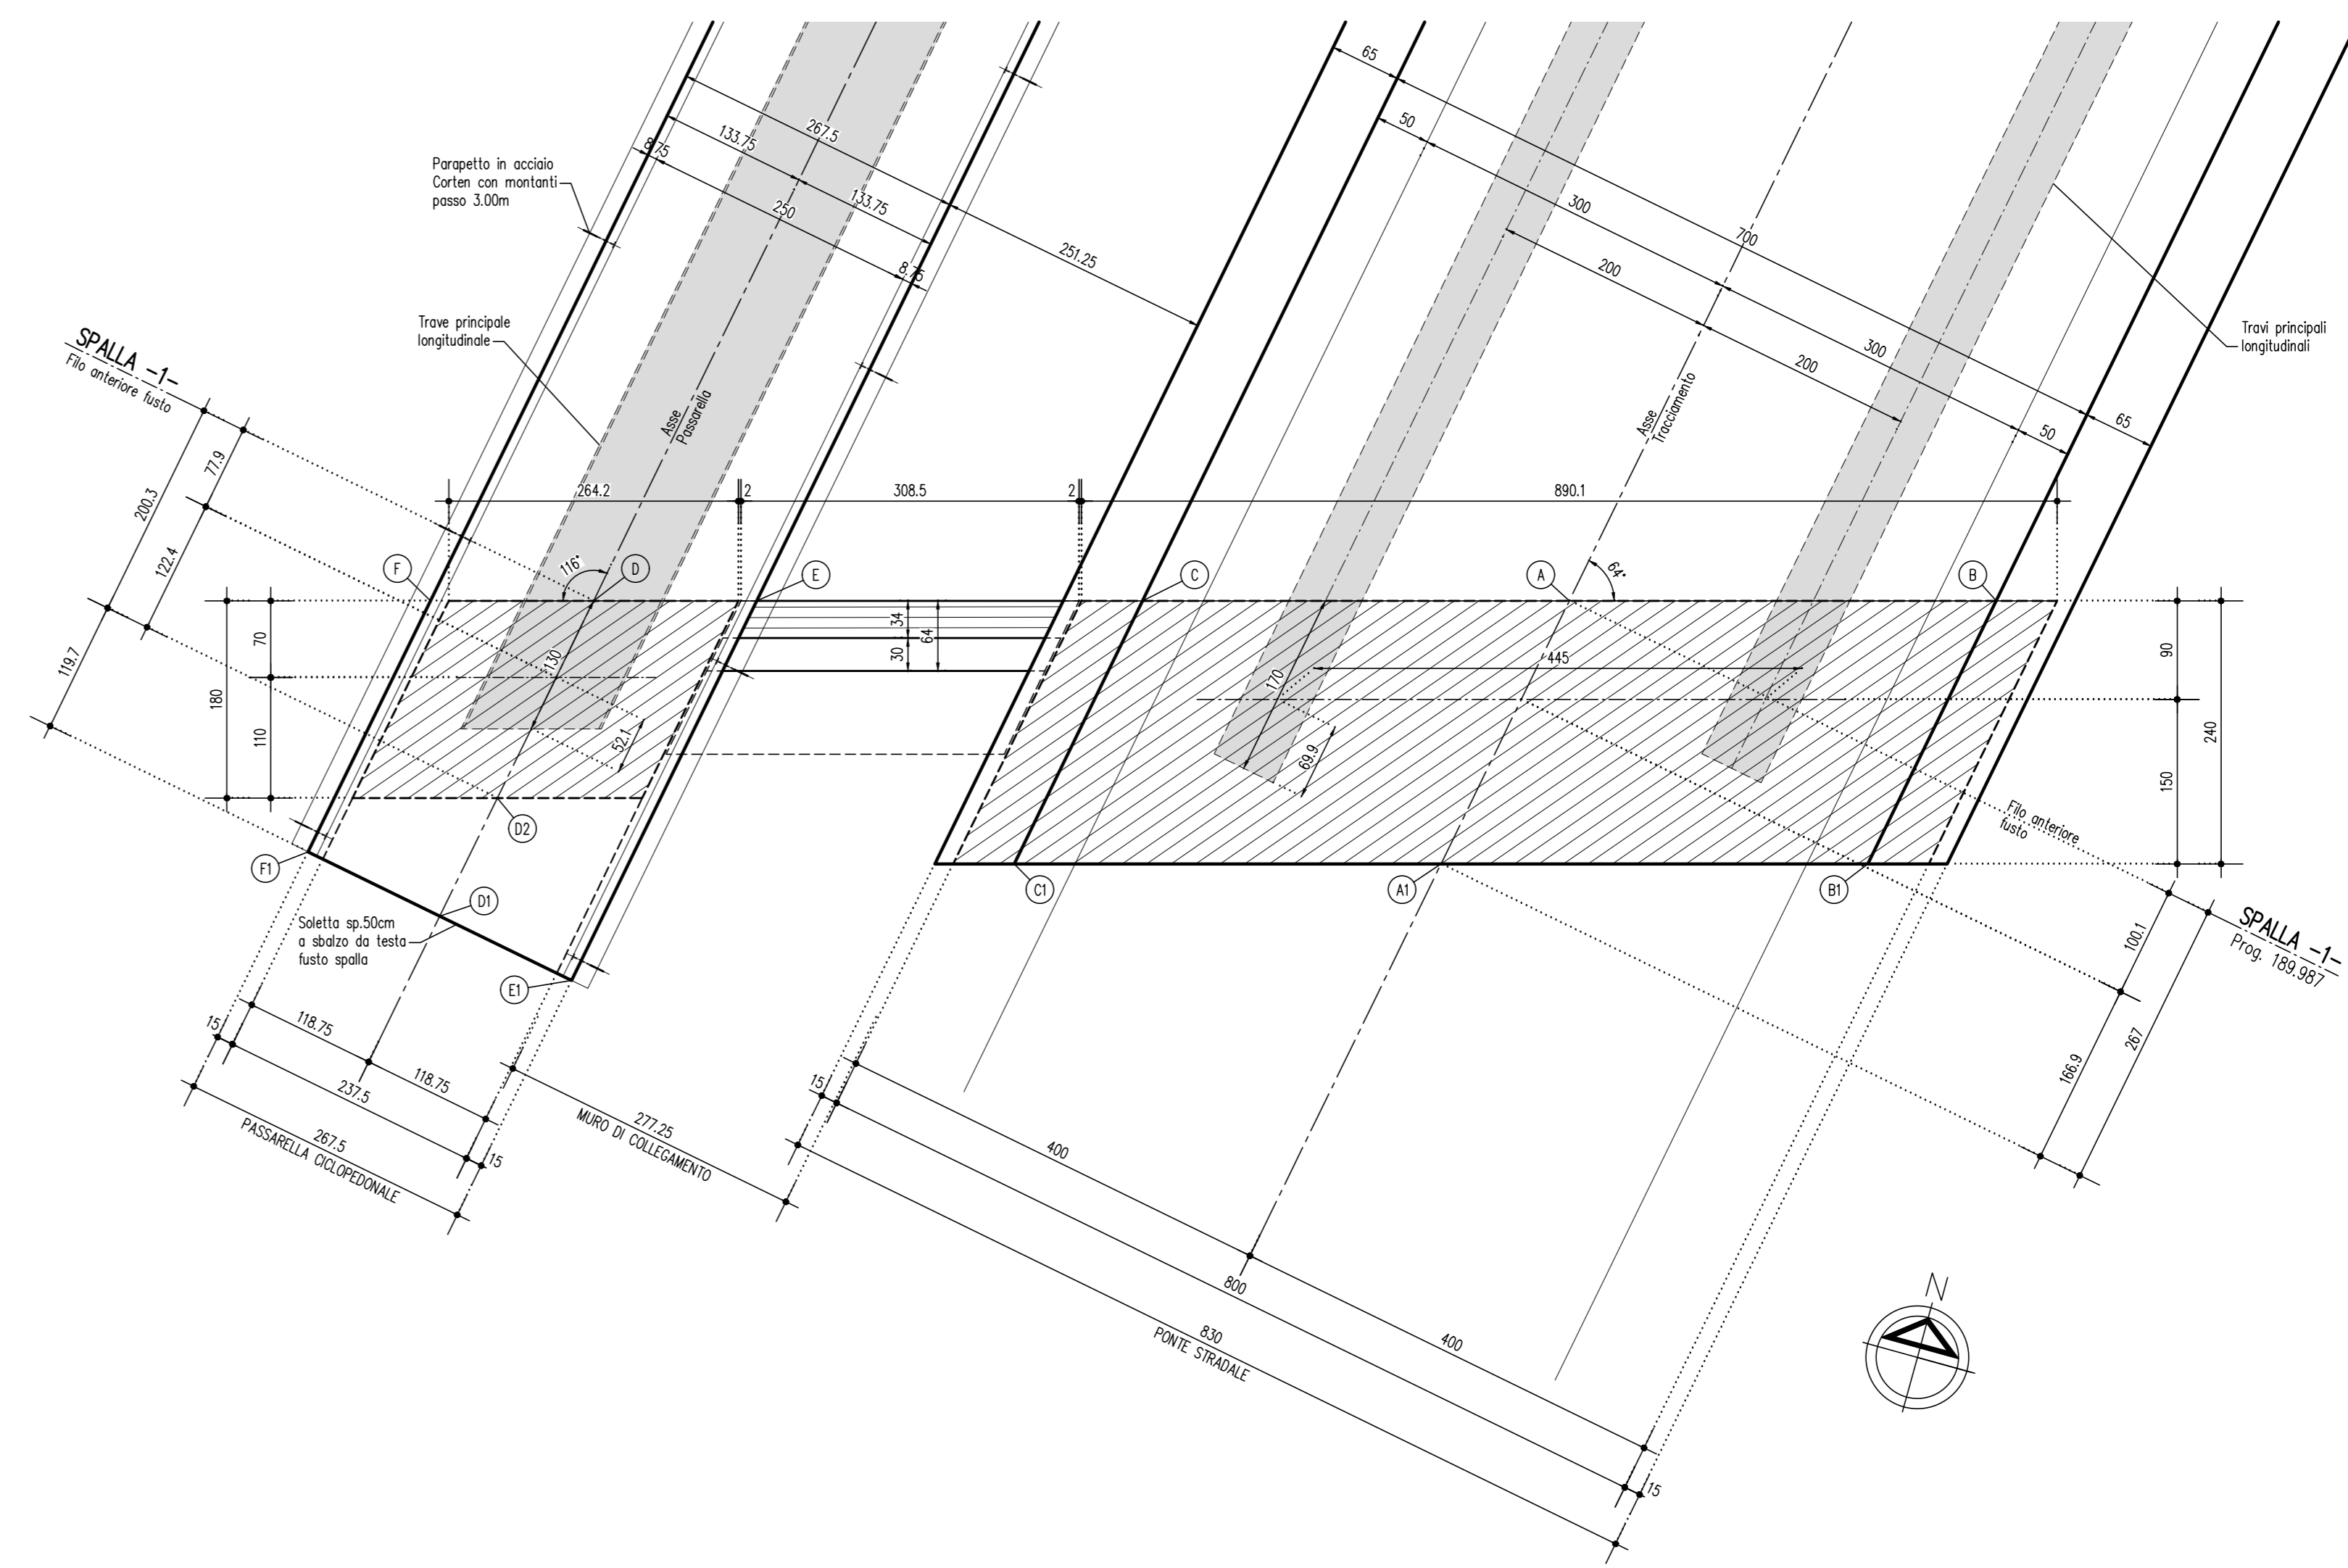 65
267.5
133.75
50
8.75
Parapetto in acciaio
Corten con montanti
passo 3.00m
133.75
250
300
700
251.25
200
8.75
Trave principale
longitudinale
Travi principali
longitudinali
SPALLA -1-
Filo anteriore fusto
300
200
Asse
Passarella
Asse
Tracciamento
65
50
77.9
200.3
264.2
2
308.5
2
890.1
122.4
F
116°
D
E
C
A
64°
B
70
34
64
30
130
445
90
119.7
180
170
240
110
52.1
69.9
150
D2
Filo anteriore
fusto
F1
C1
A1
B1
D1
Soletta sp.50cm
a sbalzo da testa
fusto spalla
SPALLA -1-
Prog. 189.987
100.1
E1
267
15
118.75
166.9
118.75
15
237.5
277.25
MURO DI COLLEGAMENTO
267.5
PASSARELLA CICLOPEDONALE
15
400
N
800
830
PONTE STRADALE
400
15